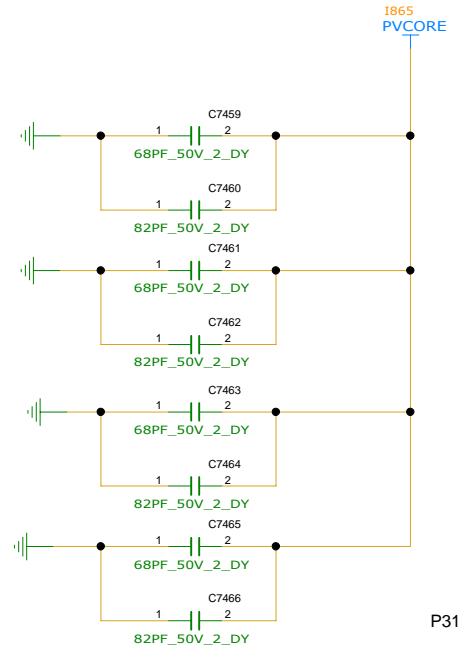 I865
PVCORE
C7459
1 2
68PF_50V_2_DY
C7460
1 2
82PF_50V_2_DY
C7461
1 2
68PF_50V_2_DY
C7462
1 2
82PF_50V_2_DY
C7463
1 2
68PF_50V_2_DY
C7464
1 2
82PF_50V_2_DY
C7465
1 2
68PF_50V_2_DY
C7466
1 2
82PF_50V_2_DY
P31